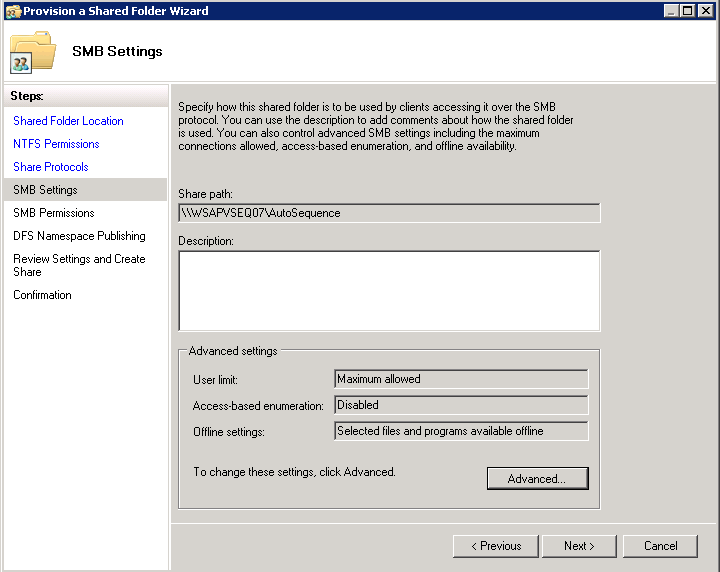 Provision a Shared Folder Wizard
SMB Settings
Steps:
Shared Folder Location
NTFS Permissions
Share Protocols
SMB Settings
SMB Permissions
DFS Namespace Publishing
Review Settings and Create
Share
Confirmation
Specify how this shared folder is to be used by clients accessing it over the SMB
protocol. You can use the description to add comments about how the shared folder
is used. You can also control advanced SMB settings including the maximum
connections allowed, access-based enumeration, and offline availability.
Share path:
\\WSAPVSEQ07\AutoSequence
Description:
Advanced settings
User limit:
Maximum allowed
Access-based enumeration:
Disabled
Offline settings:
Selected files and programs available offline
To change these settings, click Advanced.
Advanced...
< Previous
Next >
Cancel